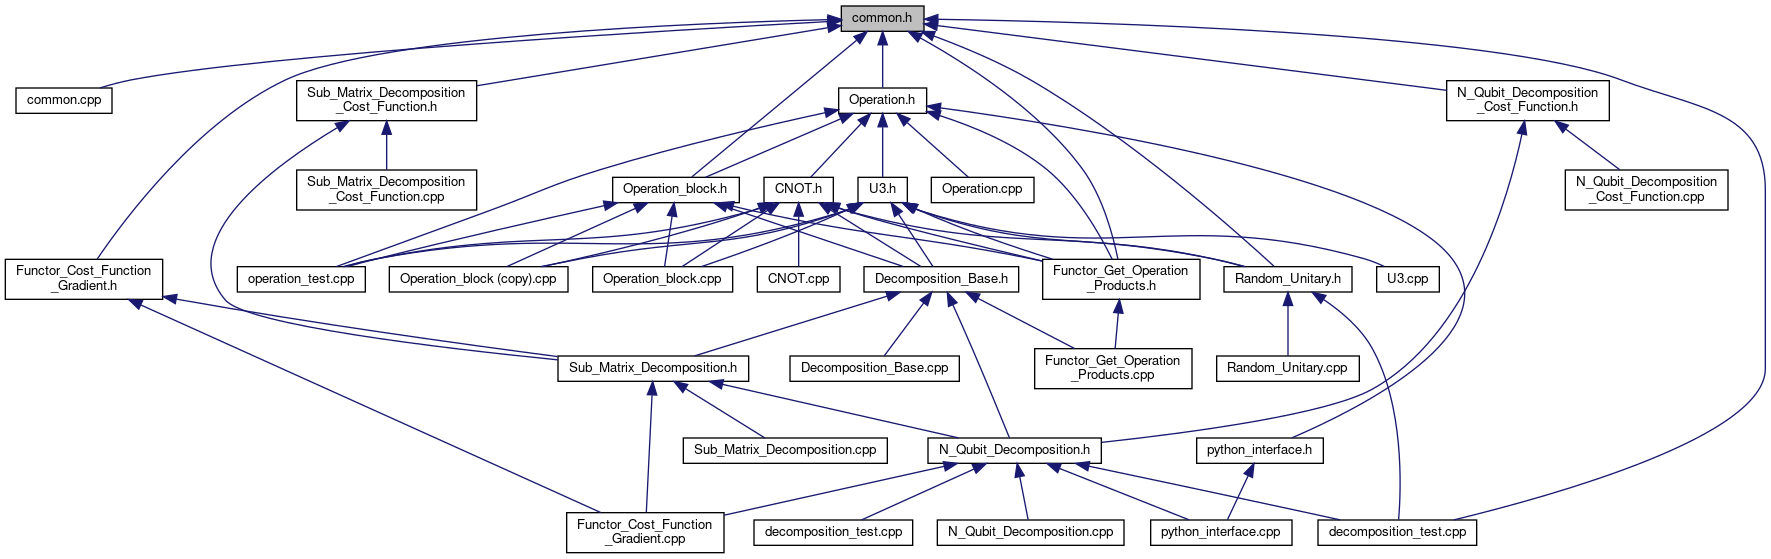 common.h
common.cpp
Sub_Matrix_Decomposition
_Cost_Function.h
Operation.h
N_Qubit_Decomposition
_Cost_Function.h
Sub_Matrix_Decomposition
_Cost_Function.cpp
Operation_block.h
CNOT.h
U3.h
Operation.cpp
N_Qubit_Decomposition
_Cost_Function.cpp
Functor_Cost_Function
_Gradient.h
operation_test.cpp
Operation_block (copy).cpp
Operation_block.cpp
CNOT.cpp
Decomposition_Base.h
Functor_Get_Operation
_Products.h
Random_Unitary.h
U3.cpp
Sub_Matrix_Decomposition.h
Decomposition_Base.cpp
Functor_Get_Operation
_Products.cpp
Random_Unitary.cpp
Sub_Matrix_Decomposition.cpp
N_Qubit_Decomposition.h
python_interface.h
Functor_Cost_Function
_Gradient.cpp
decomposition_test.cpp
N_Qubit_Decomposition.cpp
python_interface.cpp
decomposition_test.cpp